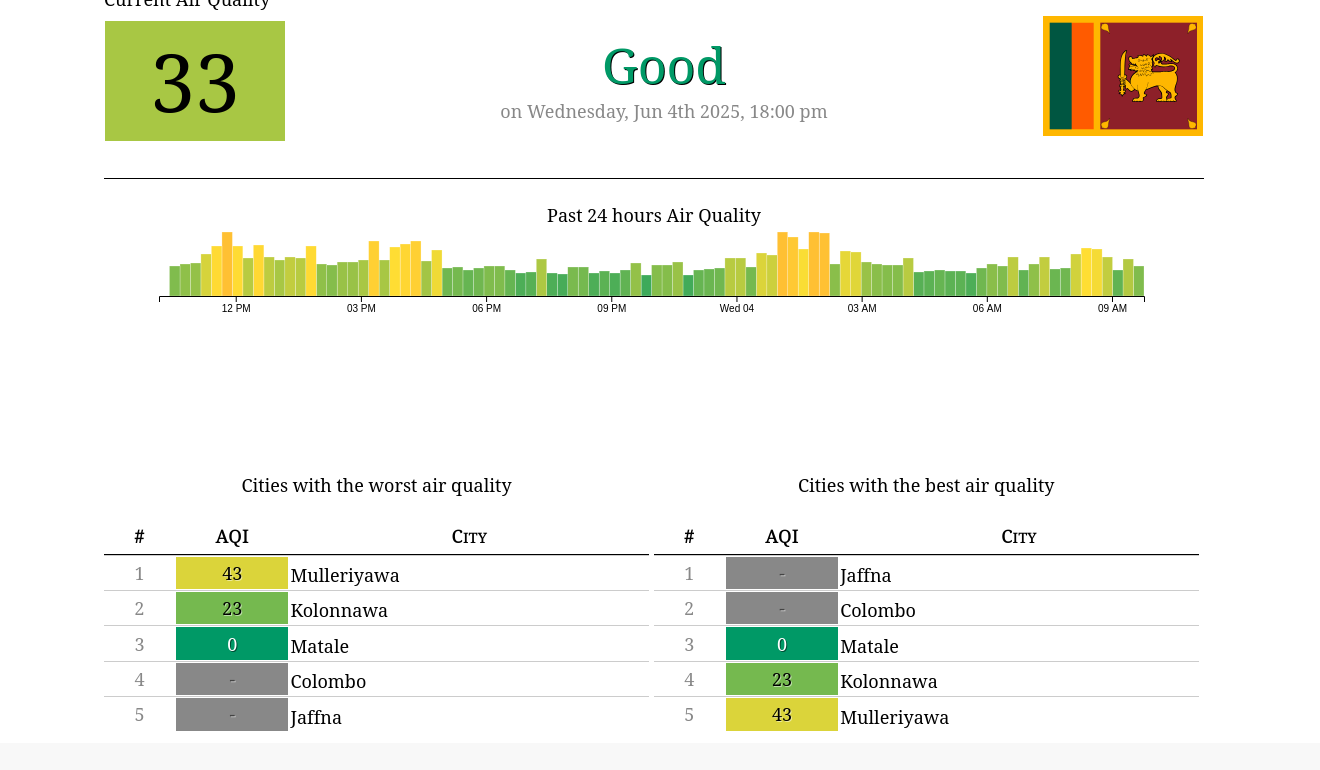 Current Air Quality
33
Good
on Wednesday, Jun 4th 2025, 18:00 pm
Past 24 hours Air Quality
12 PM 03 PM 06 PM 09 PM Wed 04 03 AM 06 AM 09 AM
Cities with the worst air quality
# AQI City
1 43 Mulleriyawa
2 23 Kolonnawa
3 0 Matale
4 - Colombo
5 - Jaffna
Cities with the best air quality
# AQI City
1 - Jaffna
2 - Colombo
3 0 Matale
4 23 Kolonnawa
5 43 Mulleriyawa